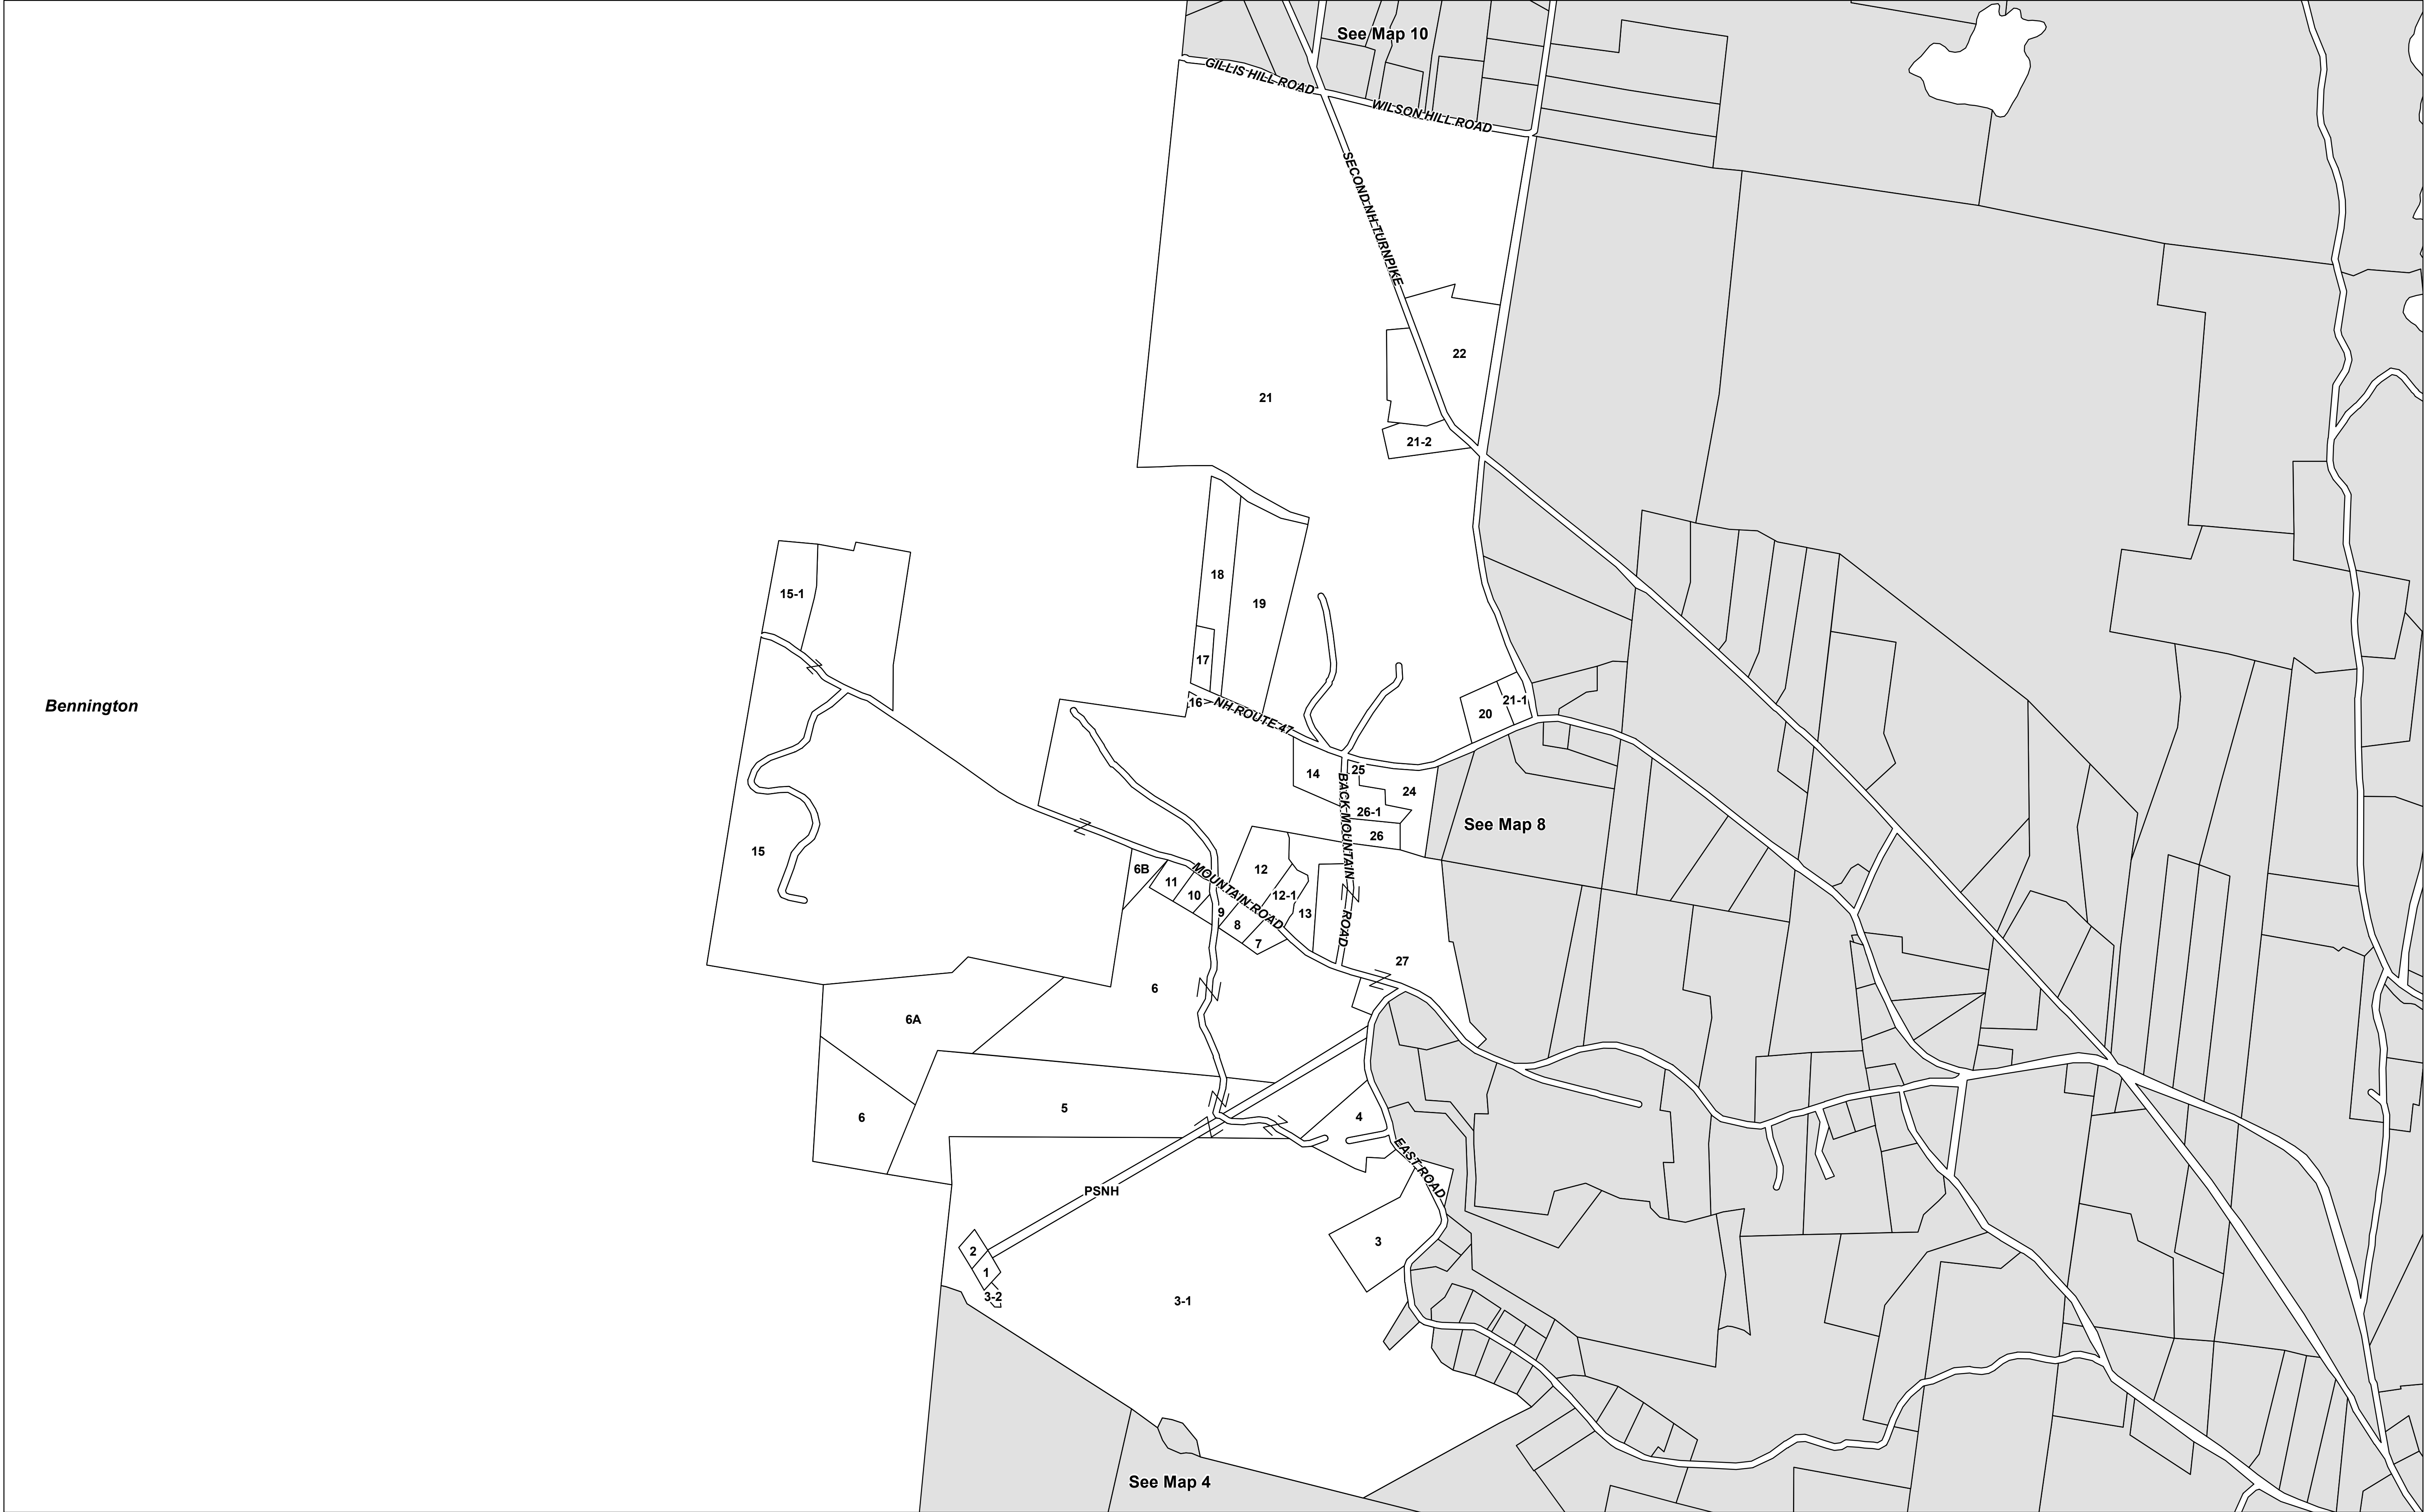 See Map 10
GILLIS HILL ROAD
WILSON HILL ROAD
SECOND NH TURNPIKE
22
21
21-2
18
15-1
19
17
16
NH ROUTE 47
21-1
20
Bennington
14
25
24
BACK MOUNTAIN ROAD
26-1
See Map 8
26
15
6B
12
11
MOUNTAIN ROAD
10
12-1
9
13
8
7
27
6
6A
5
6
4
EAST ROAD
PSNH
3
2
1
3-2
3-1
See Map 4